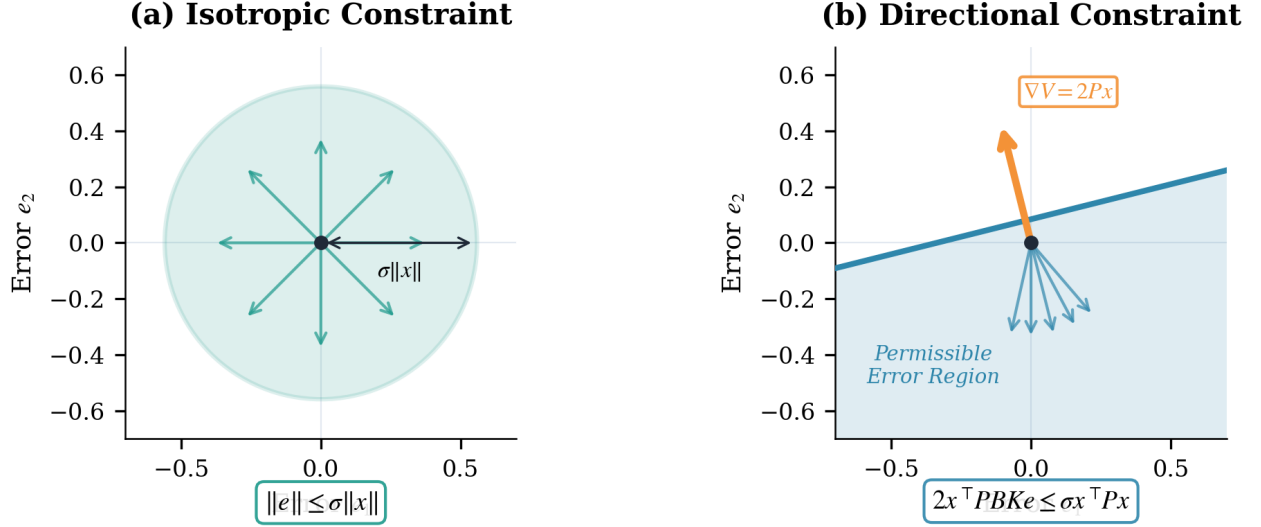 (a) Isotropic Constraint
0.6
0.4
0.2
0.0
−0.2
−0.4
−0.6
Error e₂
σ‖x‖
−0.5 0.0 0.5
‖e‖ ≤ σ‖x‖
(b) Directional Constraint
0.6
0.4
0.2
0.0
−0.2
−0.4
−0.6
Error e₂
∇V = 2Px
Permissible
Error Region
−0.5 0.0 0.5
2x⊤PBKe ≤ σx⊤Px